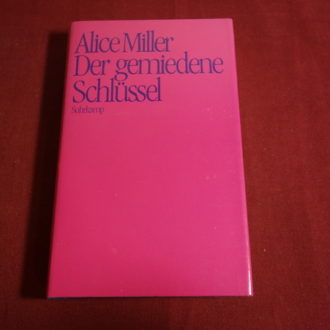 Alice Miller
Der gemiedene
Schlüssel
Suhrkamp